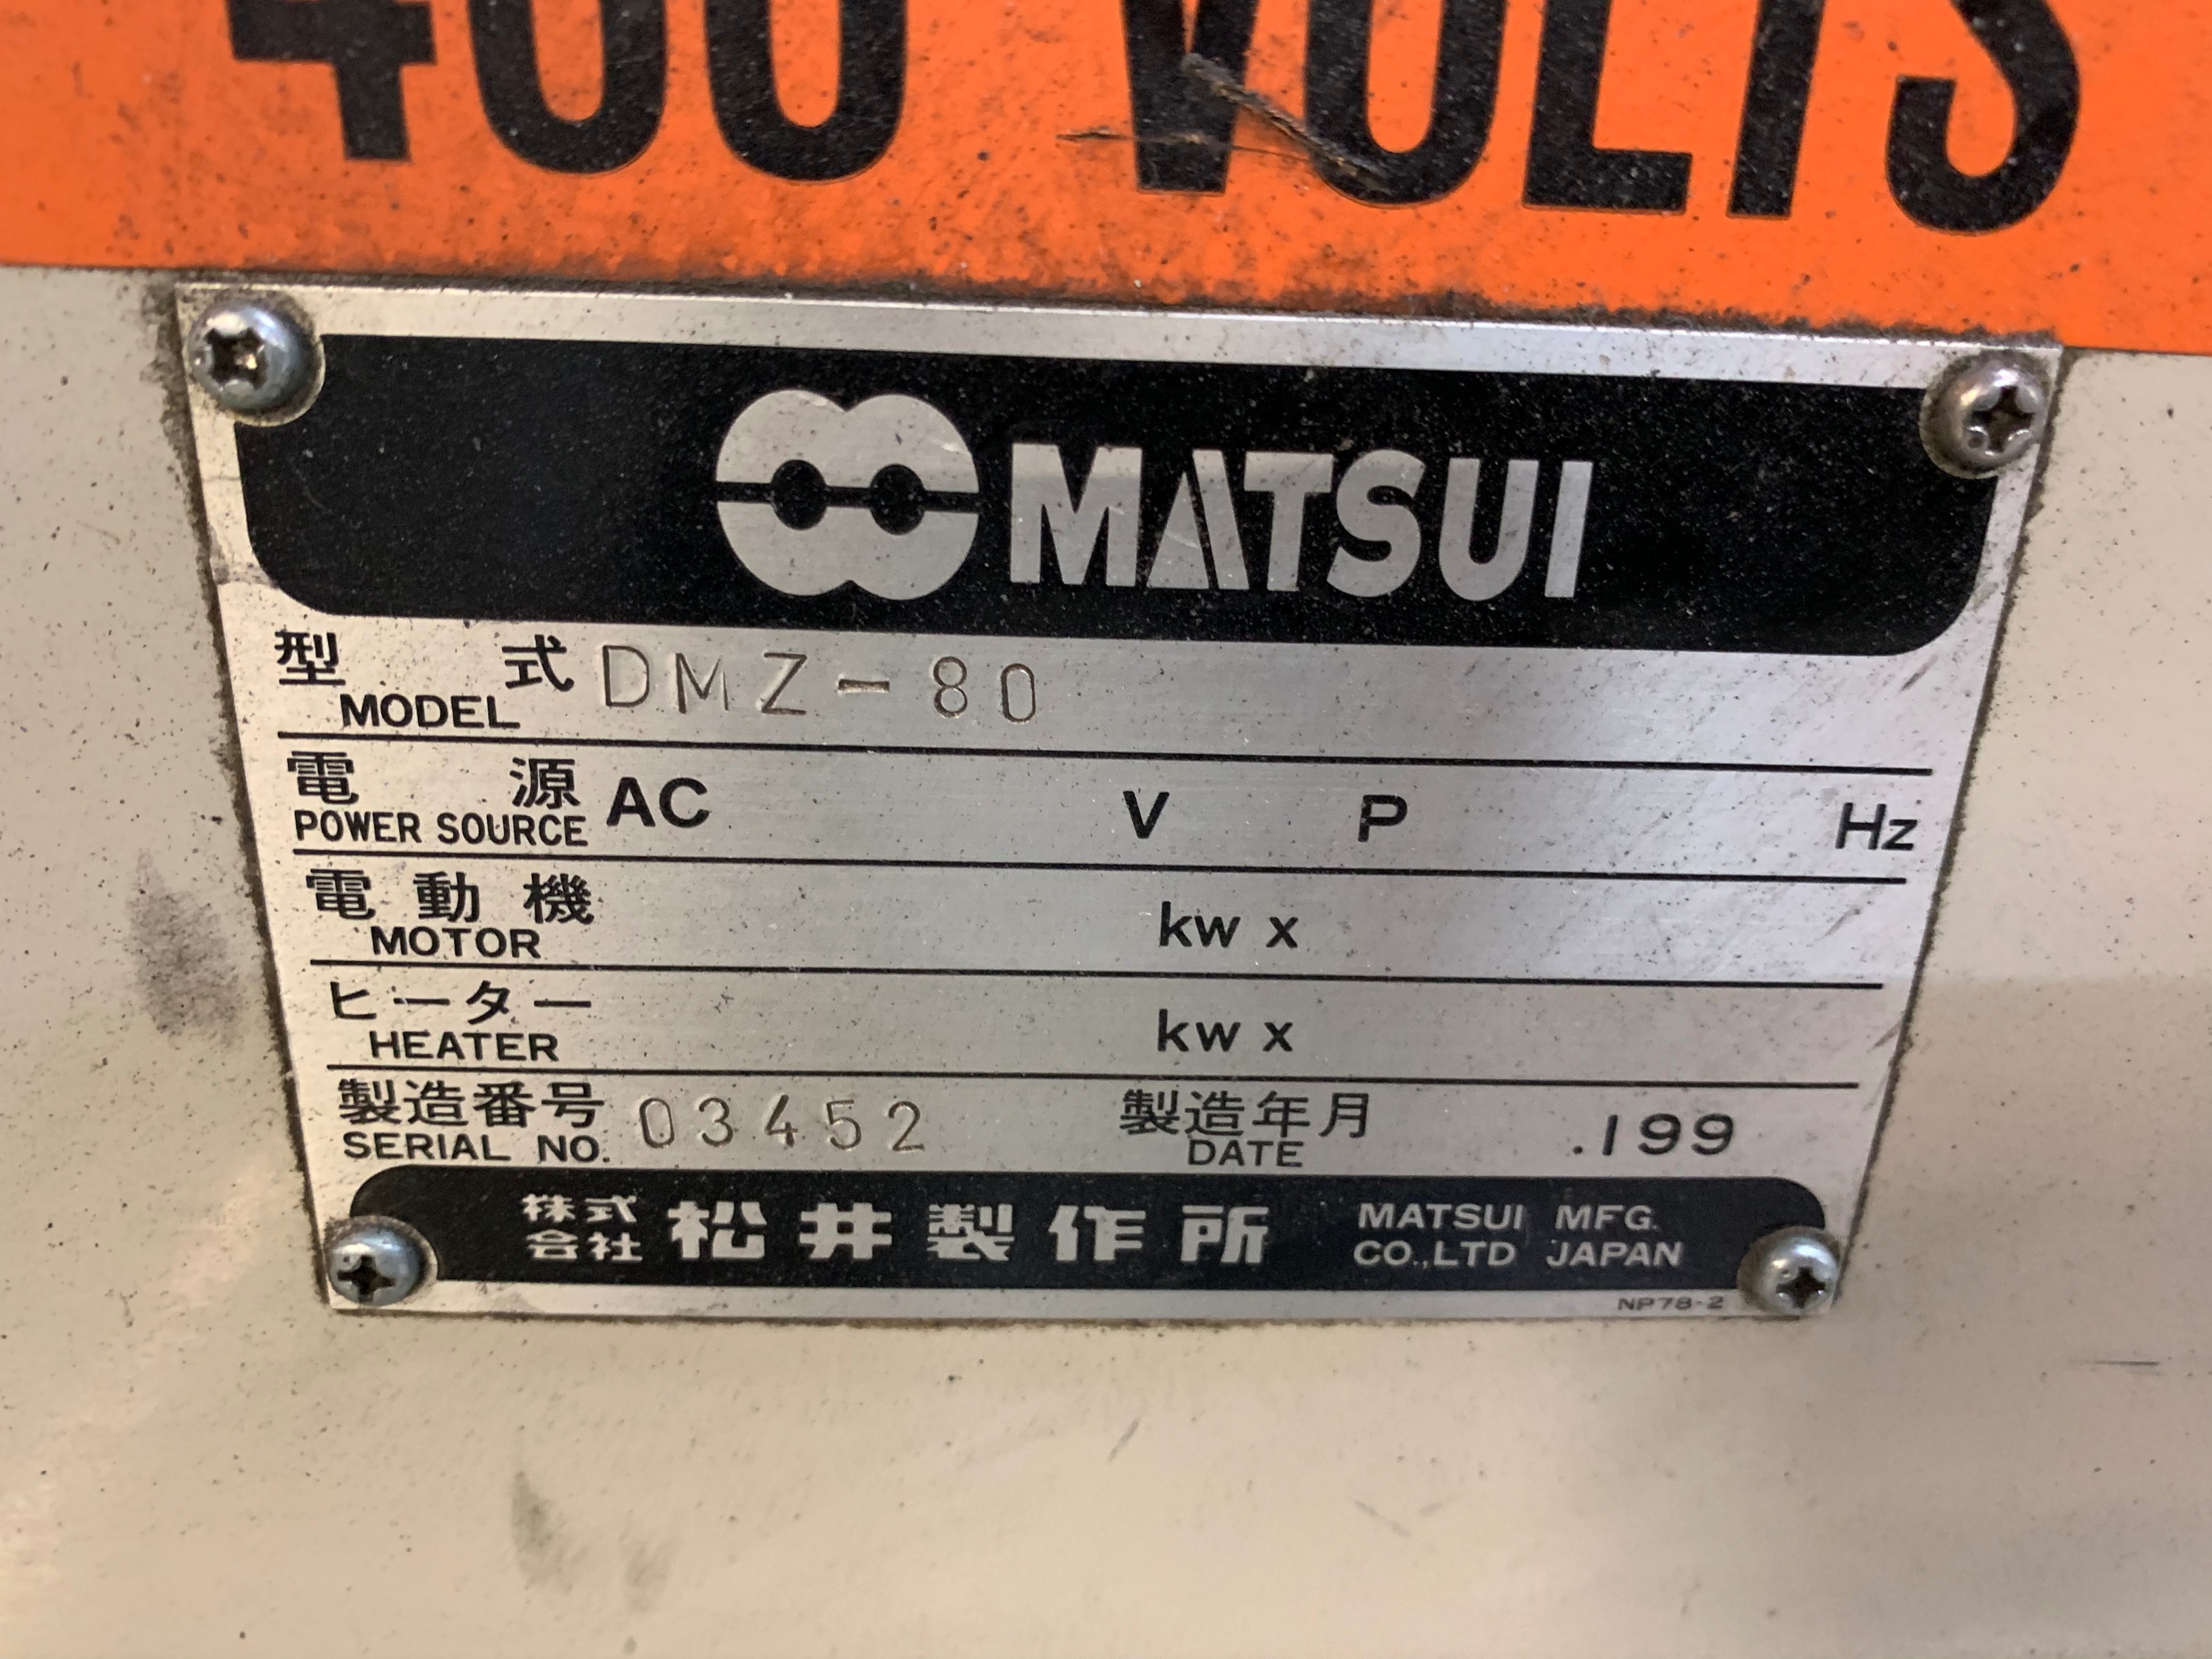 VOLTS
MATSUI
型式 DMZ-80
MODEL
電源 AC V P Hz
POWER SOURCE
電動機 kw x
MOTOR
ヒーター kw x
HEATER
製造番号 03452 製造年月 .199
SERIAL NO. DATE
株式会社 松井製作所 MATSUI MFG.
CO.,LTD JAPAN
NP78-2